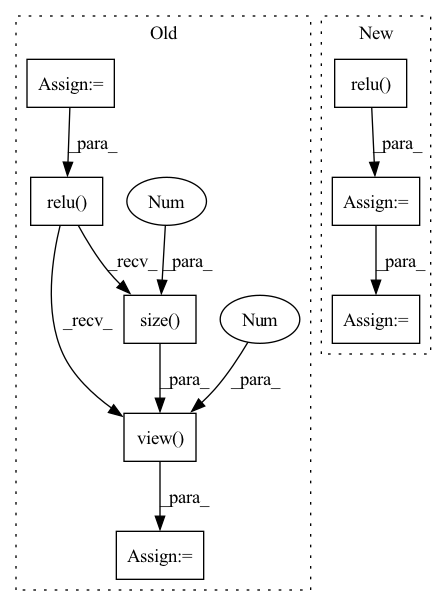 Old
New
Assign:=
relu()
_para_
_para_
relu()
Num
Assign:=
_recv_
_para_
_para_
_recv_
size()
Num
Assign:=
_para_
_para_
view()
_para_
Assign:=